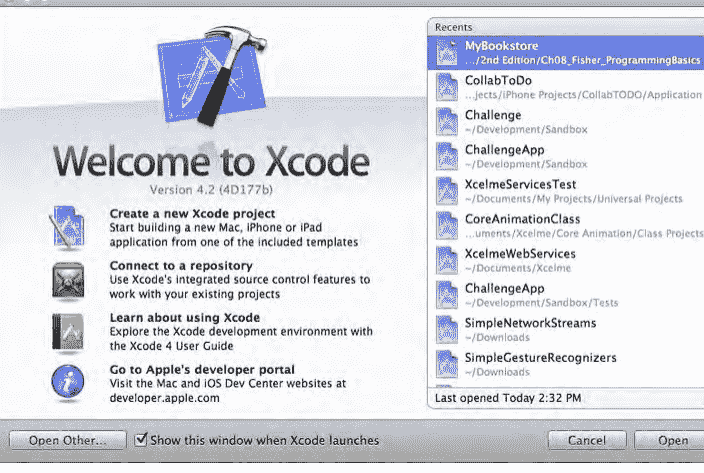 Welcome to Xcode
Version 4.2 (4D177b)
Create a new Xcode project
Start building a new Mac, iPhone or iPad
application from one of the included templates
Connect to a repository
Use Xcode's integrated source control features to
work with your existing projects
Learn about using Xcode
Explore the Xcode development environment with
the Xcode 4 User Guide
Go to Apple's developer portal
Visit the Mac and iOS Dev Center websites at
developer.apple.com
Recents
MyBookstore
.../2nd Edition/Ch08_Fisher_ProgrammingBasics
CollabToDo
...jects/iPhone Projects/CollabTODO/Application
Challenge
~/Development/Sandbox
ChallengeApp
~/Development/Sandbox
XcelmeServicesTest
~/Documents/My Projects/Universal Projects
CoreAnimationClass
...uments/Xcelme/Core Animation/Class Projects
XcelmeWebServices
~/Documents/Xcelme
ChallengeApp
~/Development/Sandbox/Tests
SimpleNetworkStreams
~/Downloads
SimpleGestureRecognizers
~/Downloads
Last opened Today 2:32 PM
Open Other...
Show this window when Xcode launches
Cancel
Open